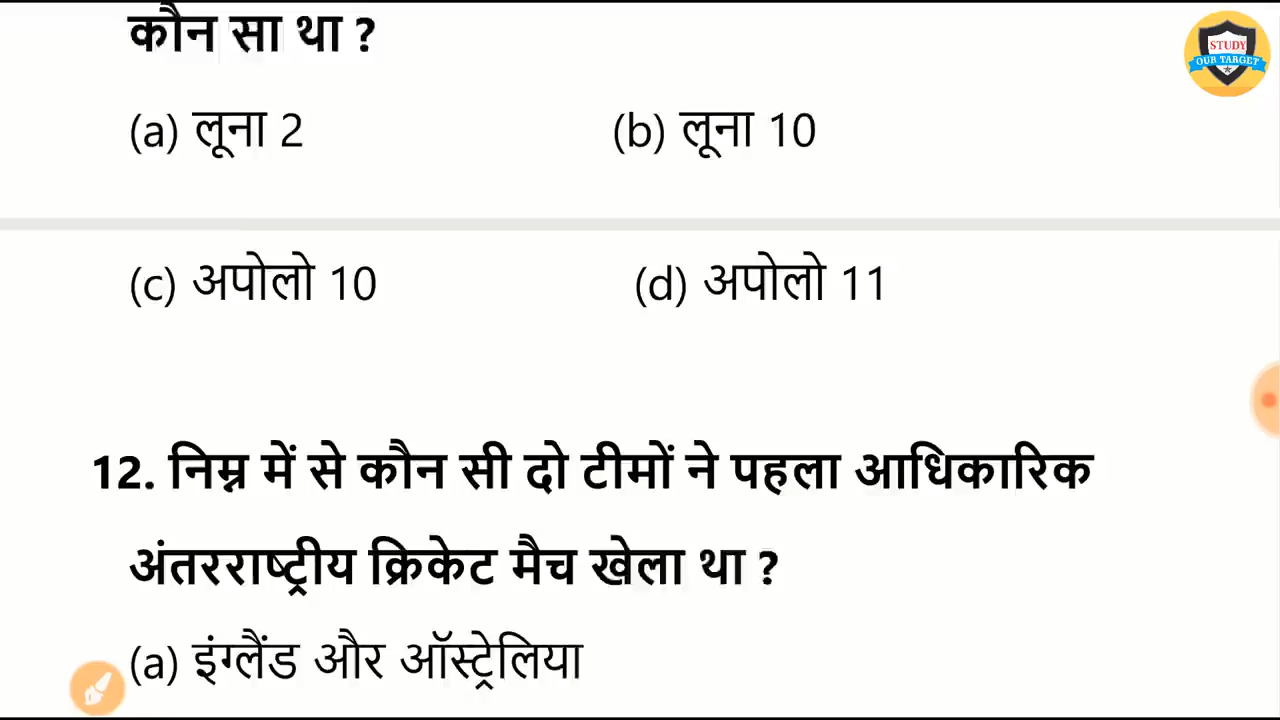 कौन सा था ?
STUDY
OUR TARGET
(a) लूना 2 (b) लूना 10
(c) अपोलो 10 (d) अपोलो 11
12. निम्न में से कौन सी दो टीमों ने पहला आधिकारिक
अंतरराष्ट्रीय क्रिकेट मैच खेला था ?
(a) इंग्लैंड और ऑस्ट्रेलिया